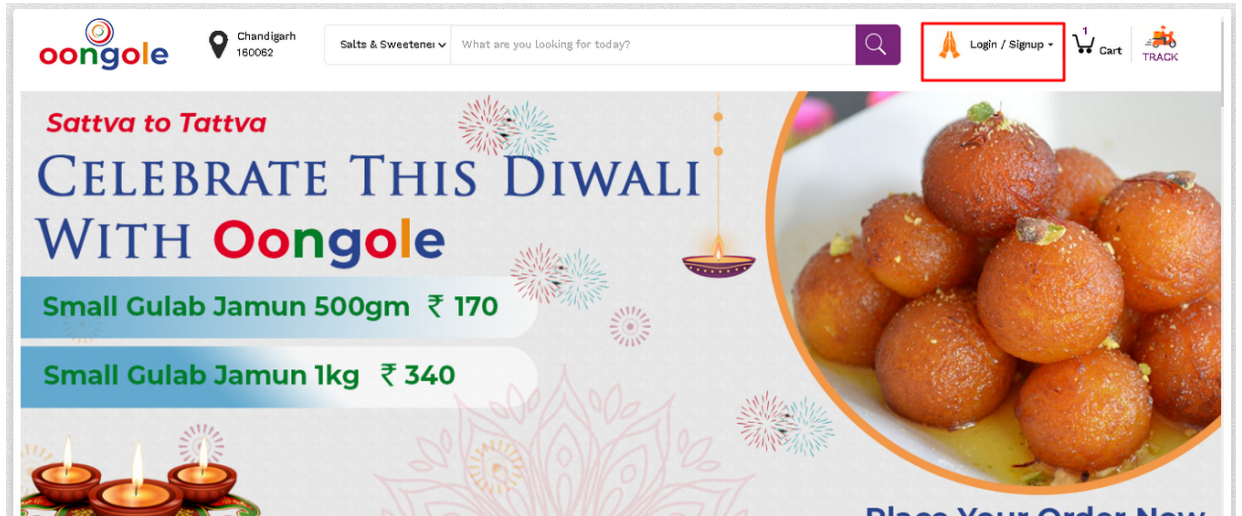 oongole
Chandigarh
160062
Salts & Sweetener
What are you looking for today?
Login / Signup
1
Cart
TRACK
Sattva to Tattva
CELEBRATE THIS DIWALI
WITH Oongole
Small Gulab Jamun 500gm ₹ 170
Small Gulab Jamun 1kg ₹ 340
Place Your Order Now